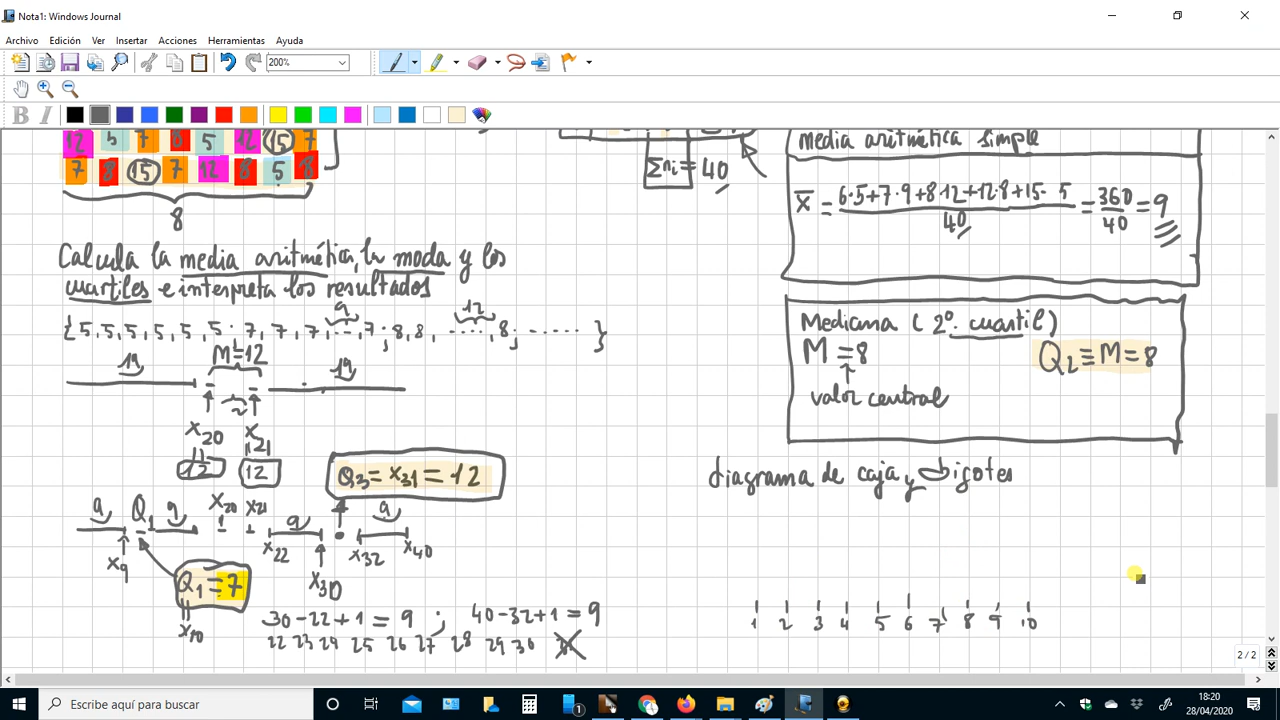 Nota1: Windows Journal
Archivo Edición Ver Insertar Acciones Herramientas Ayuda
200%
12 5 7 8 5 12 15 7
7 8 15 7 12 8 5 8
8
Σni = 40
media aritmética simple
X̄ = 6·5+7·9+8·12+12·8+15·5 / 40 = 360/40 = 9
Calcula la media aritmética, la moda y los
cuartiles e interpreta los resultados
9 12
{5,5,5,5,5,5·7,7,7,...,7;8,8,.....,8;......}
19 M=12 19
2
x20 x21
12 12
Q3 = x31 = 12
9 Q1 9 x20 x21 9 9
x9 x22 x30 x32 x40
Q1 = 7
x10
30-22+1=9 ; 40-32+1=9
22 23 24 25 26 27 28 29 30
Mediana (2º cuartil)
M = 8 Q2 ≡ M = 8
valor central
diagrama de caja y bigotes
1 2 3 4 5 6 7 8 9 10
2 / 2
Escribe aquí para buscar
1
18:20
28/04/2020